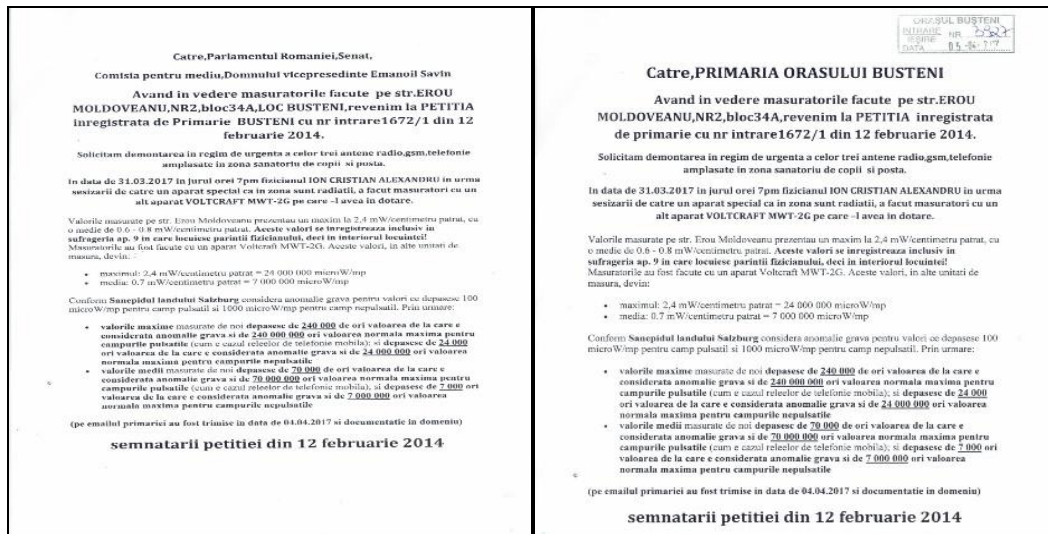 Catre,Parlamentul Romaniei,Senat,
Comisia pentru mediu,Domnului vicepresedinte Emanoil Savin
Avand in vedere masuratorile facute pe str.EROU
MOLDOVEANU,NR2,bloc34A,LOC BUSTENI,revenim la PETITIA
inregistrata de Primarie BUSTENI cu nr intrare1672/1 din 12
februarie 2014.
Solicitam demontarea in regim de urgenta a celor trei antene radio,gsm,telefonie
amplasate in zona sanatoriu de copii si posta.
In data de 31.03.2017 in jurul orei 7pm fizicianul ION CRISTIAN ALEXANDRU in urma
sesizarii de catre un aparat special ca in zona sunt radiatii, a facut masuratori cu un
alt aparat VOLTCRAFT MWT-2G pe care -l avea in dotare.
Valorile masurate pe str. Erou Moldoveanu prezentau un maxim la 2,4 mW/centimetru patrat, cu
o medie de 0.6 - 0.8 mW/centimetru patrat. Aceste valori se inregistreaza inclusiv in
sufrageria ap. 9 in care locuiesc parintii fizicianului, deci in interiorul locuintei!
Masuratorile au fost facute cu un aparat Voltcraft MWT-2G. Aceste valori, in alte unitati de
masura, devin:
• maximul: 2,4 mW/centimetru patrat = 24 000 000 microW/mp
• media: 0.7 mW/centimetru patrat = 7 000 000 microW/mp
Conform Sanepidul landului Salzburg considera anomalie grava pentru valori ce depasesc 100
microW/mp pentru camp pulsatil si 1000 microW/mp pentru camp nepulsatil. Prin urmare:
• valorile maxime masurate de noi depasesc de 240 000 de ori valoarea de la care e
considerata anomalie grava si de 240 000 000 ori valoarea normala maxima pentru
campurile pulsatile (cum e cazul releelor de telefonie mobila); si depasesc de 24 000
ori valoarea de la care e considerata anomalie grava si de 24 000 000 ori valoarea
normala maxima pentru campurile nepulsatile
• valorile medii masurate de noi depasesc de 70 000 de ori valoarea de la care e
considerata anomalie grava si de 70 000 000 ori valoarea normala maxima pentru
campurile pulsatile (cum e cazul releelor de telefonie mobila), si depasesc de 7 000 ori
valoarea de la care e considerata anomalie grava si de 7 000 000 ori valoarea
normala maxima pentru campurile nepulsatile
(pe emailul primariei au fost trimise in data de 04.04.2017 si documentatie in domeniu)
semnatarii petitiei din 12 februarie 2014
ORASUL BUSTENI
INTRARE NR.
IESIRE
DATA
Catre,PRIMARIA ORASULUI BUSTENI
Avand in vedere masuratorile facute pe str.EROU
MOLDOVEANU,NR2,bloc34A,revenim la PETITIA inregistrata
de primarie cu nr intrare1672/1 din 12 februarie 2014.
Solicitam demontarea in regim de urgenta a celor trei antene radio,gsm,telefonie
amplasate in zona sanatoriu de copii si posta.
In data de 31.03.2017 in jurul orei 7pm fizicianul ION CRISTIAN ALEXANDRU in urma
sesizarii de catre un aparat special ca in zona sunt radiatii, a facut masuratori cu un
alt aparat VOLTCRAFT MWT-2G pe care -l avea in dotare.
Valorile masurate pe str. Erou Moldoveanu prezentau un maxim la 2,4 mW/centimetru patrat, cu
o medie de 0.6 - 0.8 mW/centimetru patrat. Aceste valori se inregistreaza inclusiv in
sufrageria ap. 9 in care locuiesc parintii fizicianului, deci in interiorul locuintei!
Masuratorile au fost facute cu un aparat Voltcraft MWT-2G. Aceste valori, in alte unitati de
masura, devin:
• maximul: 2,4 mW/centimetru patrat = 24 000 000 microW/mp
• media: 0.7 mW/centimetru patrat = 7 000 000 microW/mp
Conform Sanepidul landului Salzburg considera anomalie grava pentru valori ce depasesc 100
microW/mp pentru camp pulsatil si 1000 microW/mp pentru camp nepulsatil. Prin urmare:
• valorile maxime masurate de noi depasesc de 240 000 de ori valoarea de la care e
considerata anomalie grava si de 240 000 000 ori valoarea normala maxima pentru
campurile pulsatile (cum e cazul releelor de telefonie mobila); si depasesc de 24 000
ori valoarea de la care e considerata anomalie grava si de 24 000 000 ori valoarea
normala maxima pentru campurile nepulsatile
• valorile medii masurate de noi depasesc de 70 000 de ori valoarea de la care e
considerata anomalie grava si de 70 000 000 ori valoarea normala maxima pentru
campurile pulsatile (cum e cazul releelor de telefonie mobila); si depasesc de 7 000 ori
valoarea de la care e considerata anomalie grava si de 7 000 000 ori valoarea
normala maxima pentru campurile nepulsatile
(pe emailul primariei au fost trimise in data de 04.04.2017 si documentatie in domeniu)
semnatarii petitiei din 12 februarie 2014